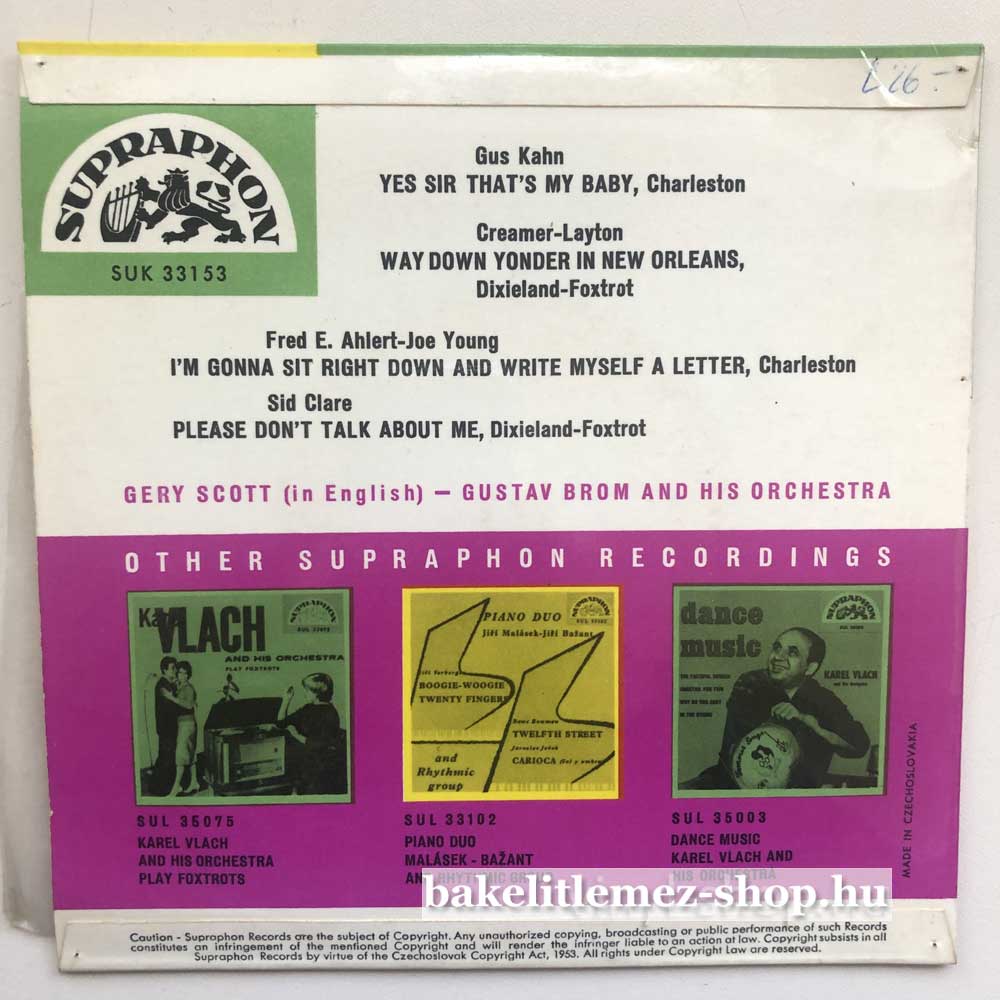 L 26.-
SUPRAPHON
SUK 33153
Gus Kahn
YES SIR THAT'S MY BABY, Charleston
Creamer-Layton
WAY DOWN YONDER IN NEW ORLEANS,
Dixieland-Foxtrot
Fred E. Ahlert-Joe Young
I'M GONNA SIT RIGHT DOWN AND WRITE MYSELF A LETTER, Charleston
Sid Clare
PLEASE DON'T TALK ABOUT ME, Dixieland-Foxtrot
GERY SCOTT (in English) – GUSTAV BROM AND HIS ORCHESTRA
OTHER SUPRAPHON RECORDINGS
VLACH
AND HIS ORCHESTRA
PLAY FOXTROTS
SUL 35075
KAREL VLACH
AND HIS ORCHESTRA
PLAY FOXTROTS
PIANO DUO
Jiří Malásek-Jiří Bažant
BOOGIE-WOOGIE
TWENTY FINGERS
TWELFTH STREET
CARIOCA
and
Rhythmic
group
SUL 33102
PIANO DUO
MALÁSEK - BAŽANT
AND RHYTHMIC GROUP
SUPRAPHON
dance
music
KAREL VLACH
SUL 35003
DANCE MUSIC
KAREL VLACH AND
HIS ORCHESTRA
MADE IN CZECHOSLOVAKIA
bakelitlemez-shop.hu
Caution - Supraphon Records are the subject of Copyright. Any unauthorized copying, broadcasting or public performance of such Records
constitutes an infringement of the mentioned Copyright and will render the infringer liable to an action at law. Copyright subsists in all
Supraphon Records by virtue of the Czechoslovak Copyright Act, 1953. All rights under Copyright Law are reserved.